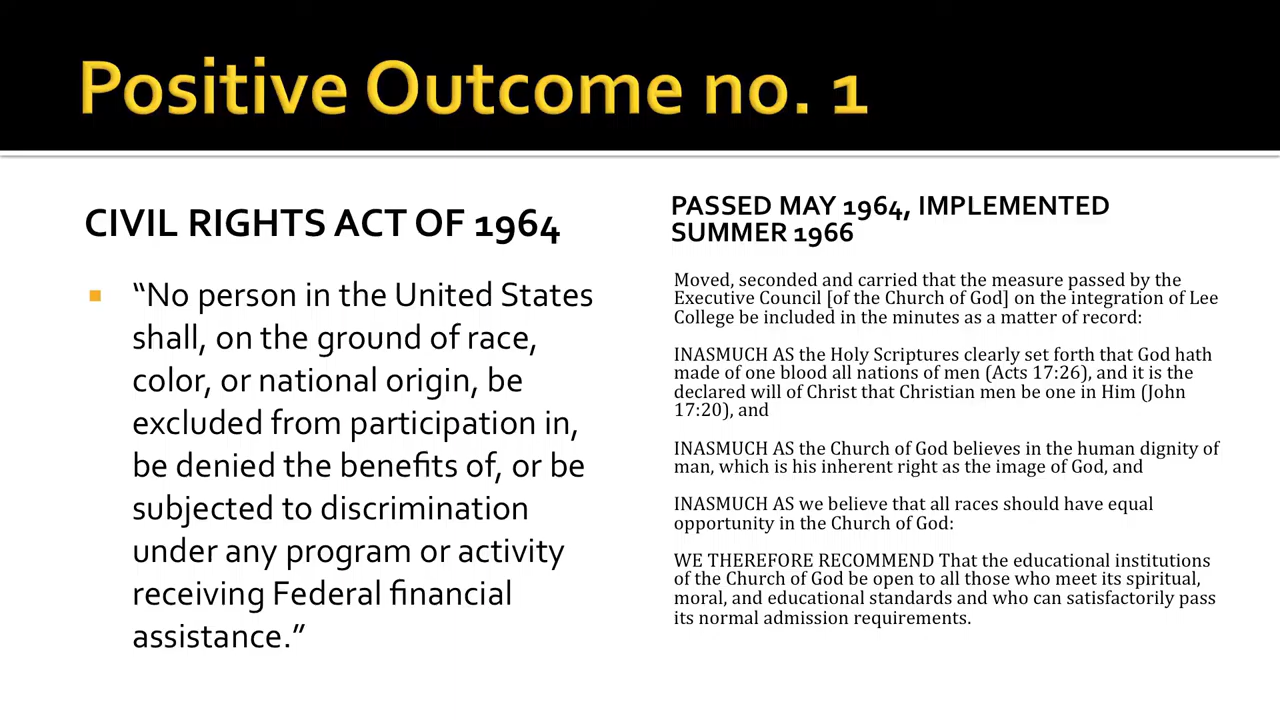 Positive Outcome no. 1
CIVIL RIGHTS ACT OF 1964
“No person in the United States
shall, on the ground of race,
color, or national origin, be
excluded from participation in,
be denied the benefits of, or be
subjected to discrimination
under any program or activity
receiving Federal financial
assistance.”
PASSED MAY 1964, IMPLEMENTED
SUMMER 1966
Moved, seconded and carried that the measure passed by the
Executive Council [of the Church of God] on the integration of Lee
College be included in the minutes as a matter of record:
INASMUCH AS the Holy Scriptures clearly set forth that God hath
made of one blood all nations of men (Acts 17:26), and it is the
declared will of Christ that Christian men be one in Him (John
17:20), and
INASMUCH AS the Church of God believes in the human dignity of
man, which is his inherent right as the image of God, and
INASMUCH AS we believe that all races should have equal
opportunity in the Church of God:
WE THEREFORE RECOMMEND That the educational institutions
of the Church of God be open to all those who meet its spiritual,
moral, and educational standards and who can satisfactorily pass
its normal admission requirements.